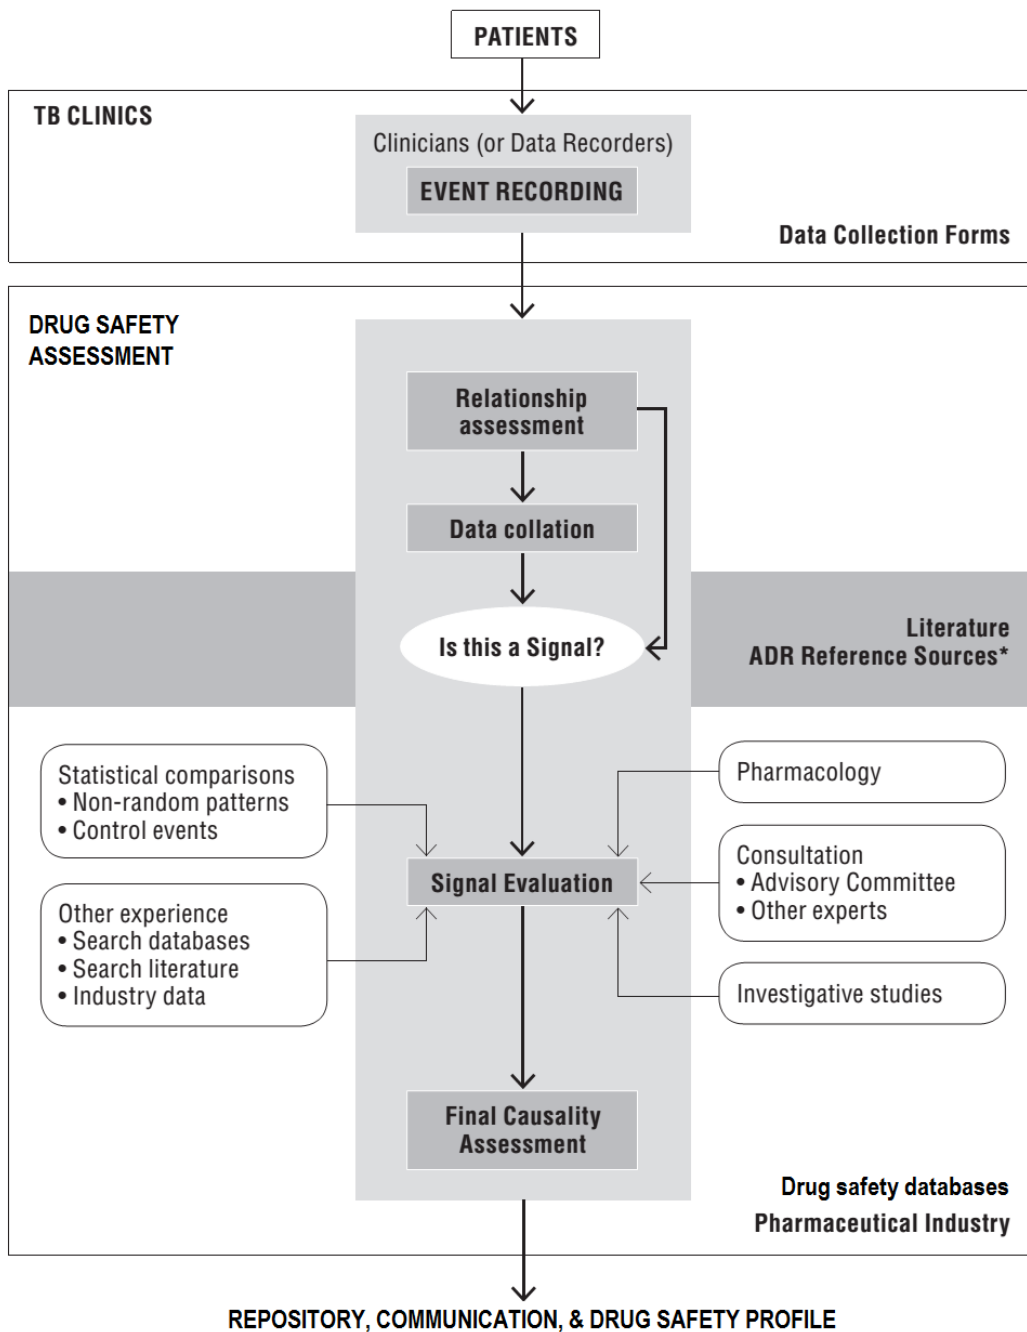 PATIENTS
TB CLINICS
Clinicians (or Data Recorders)
EVENT RECORDING
Data Collection Forms
DRUG SAFETY
ASSESSMENT
Relationship
assessment
Data collation
Is this a Signal?
Literature
ADR Reference Sources*
Statistical comparisons
• Non-random patterns
• Control events
Pharmacology
Signal Evaluation
Consultation
• Advisory Committee
• Other experts
Other experience
• Search databases
• Search literature
• Industry data
Investigative studies
Final Causality
Assessment
Drug safety databases
Pharmaceutical Industry
REPOSITORY, COMMUNICATION, & DRUG SAFETY PROFILE